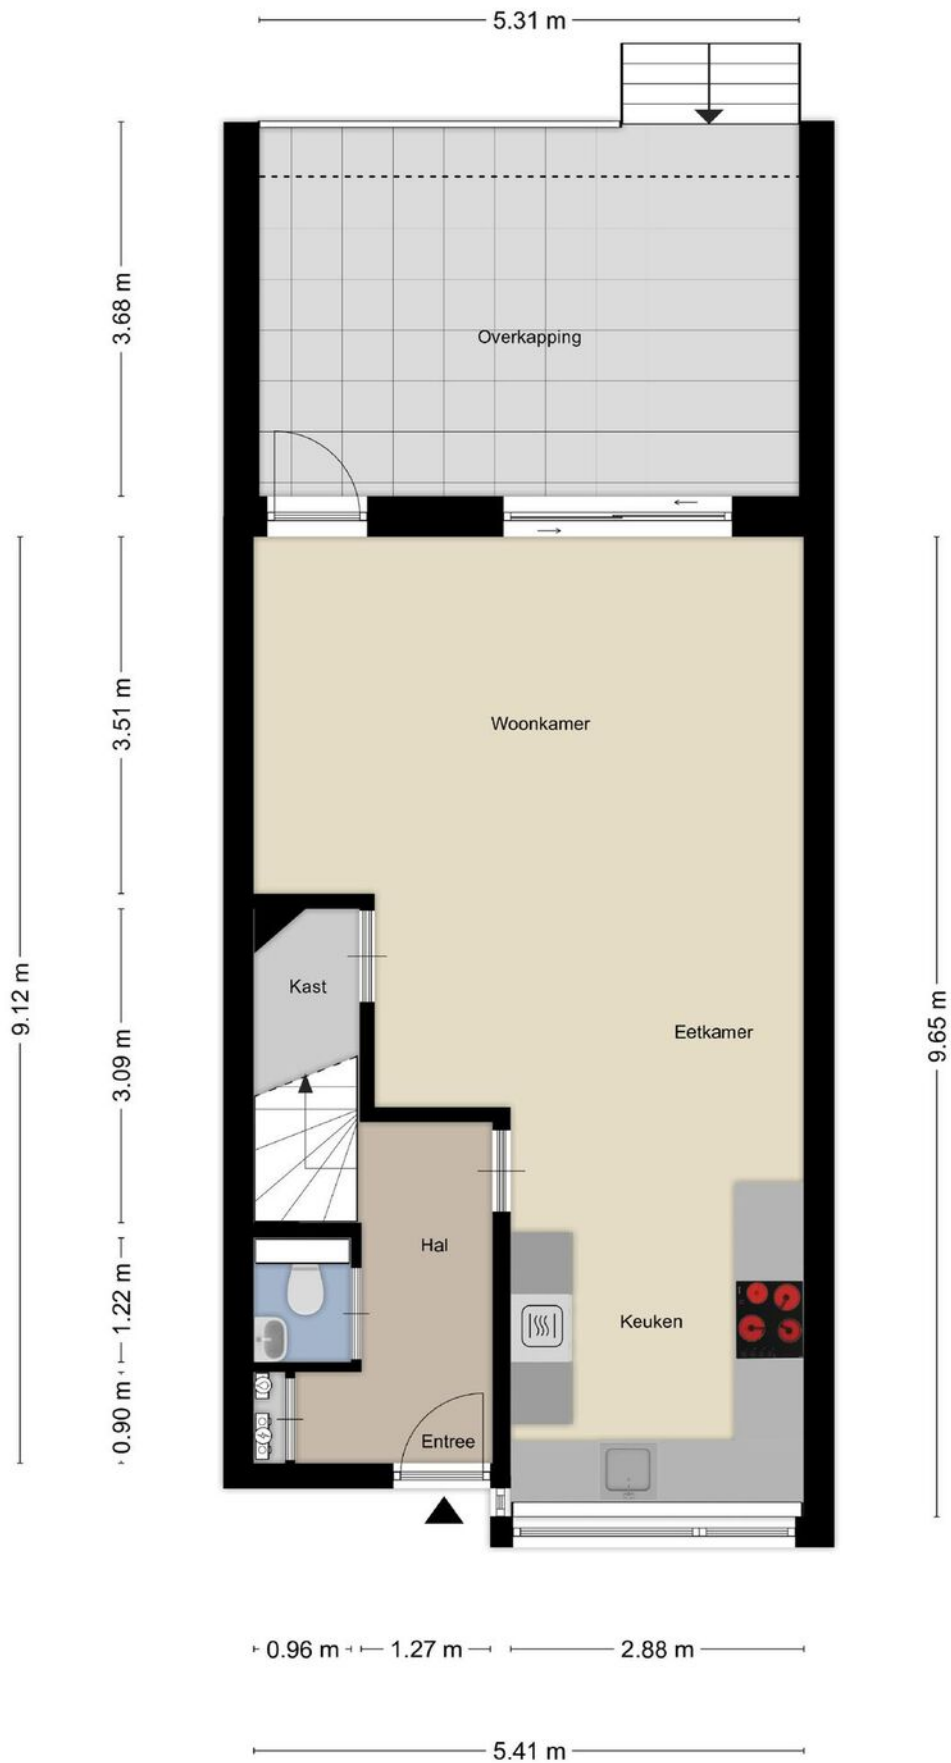 5.31 m
3.68 m
Overkapping
3.51 m
Woonkamer
9.12 m
Kast
9.65 m
Eetkamer
3.09 m
Hal
1.22 m
Keuken
0.90 m
Entree
0.96 m
1.27 m
2.88 m
5.41 m